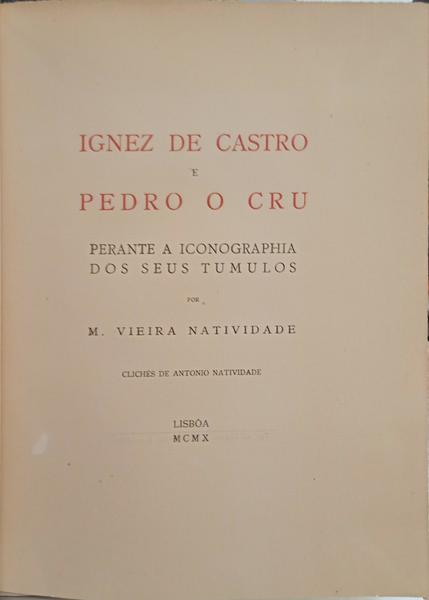 IGNEZ DE CASTRO
E
PEDRO O CRU
PERANTE A ICONOGRAPHIA
DOS SEUS TUMULOS
POR
M. VIEIRA NATIVIDADE
CLICHÉS DE ANTONIO NATIVIDADE
LISBÔA
MCMX